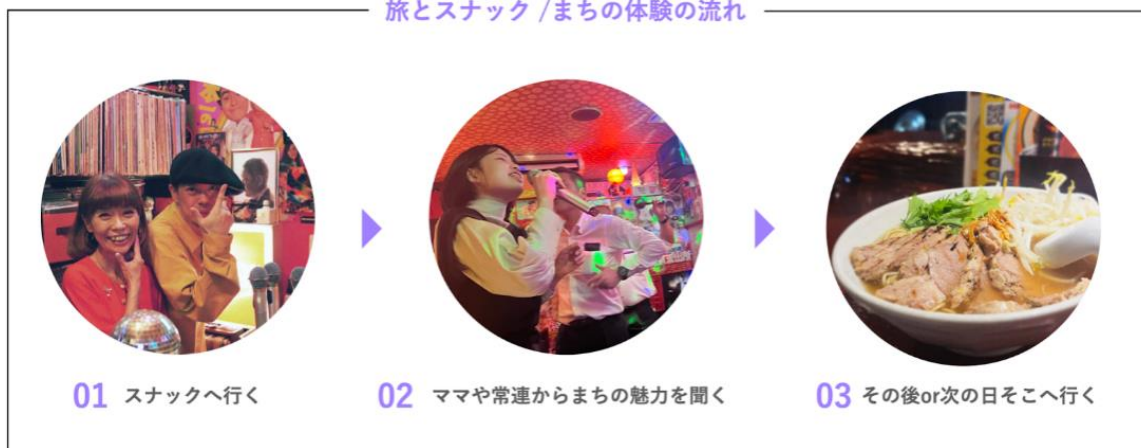 旅とスナック /まちの体験の流れ
01 スナックへ行く
02 ママや常連からまちの魅力を聞く
03 その後or次の日そこへ行く